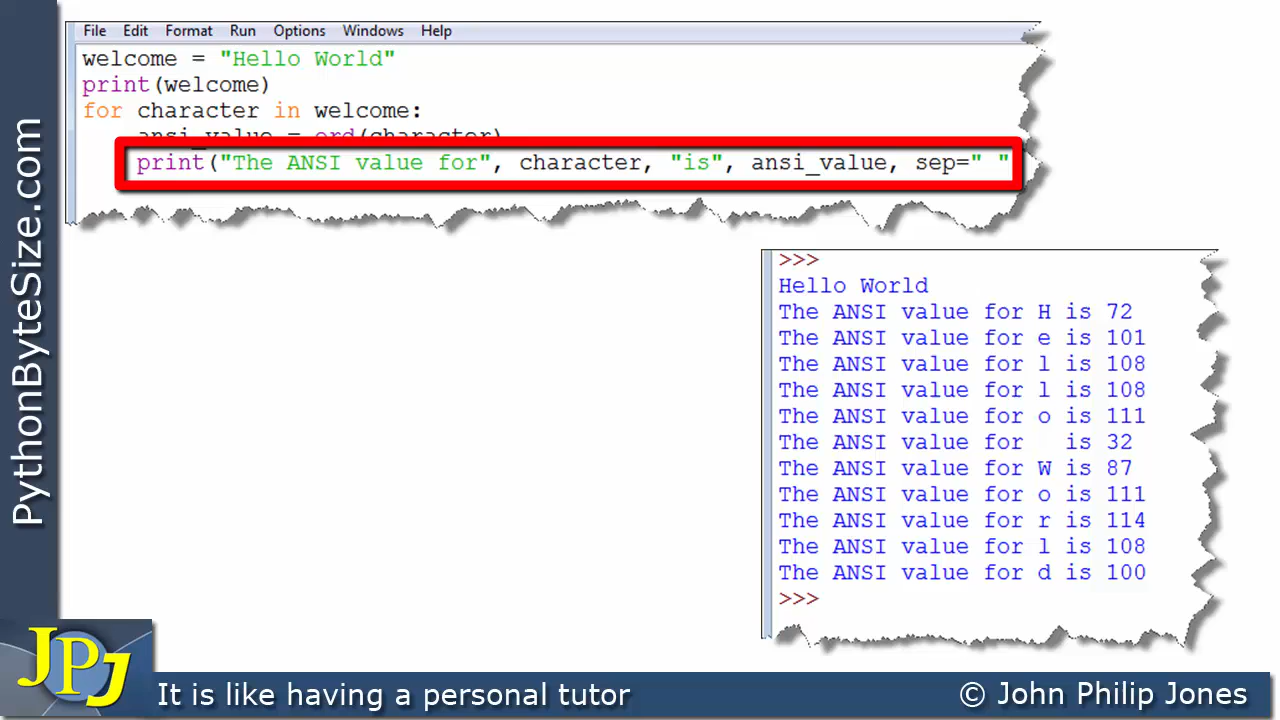 File Edit Format Run Options Windows Help
welcome = "Hello World"
print(welcome)
for character in welcome:
ansi_value = ord(character)
print("The ANSI value for", character, "is", ansi_value, sep=" "
>>>
Hello World
The ANSI value for H is 72
The ANSI value for e is 101
The ANSI value for l is 108
The ANSI value for l is 108
The ANSI value for o is 111
The ANSI value for   is 32
The ANSI value for W is 87
The ANSI value for o is 111
The ANSI value for r is 114
The ANSI value for l is 108
The ANSI value for d is 100
>>>
PythonByteSize.com
JPJ
It is like having a personal tutor
© John Philip Jones